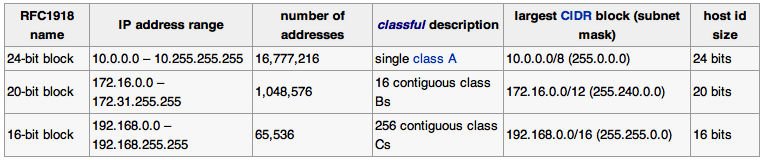 RFC1918 name IP address range number of addresses classful description largest CIDR block (subnet mask) host id size
24-bit block 10.0.0.0 – 10.255.255.255 16,777,216 single class A 10.0.0.0/8 (255.0.0.0) 24 bits
20-bit block 172.16.0.0 – 172.31.255.255 1,048,576 16 contiguous class Bs 172.16.0.0/12 (255.240.0.0) 20 bits
16-bit block 192.168.0.0 – 192.168.255.255 65,536 256 contiguous class Cs 192.168.0.0/16 (255.255.0.0) 16 bits